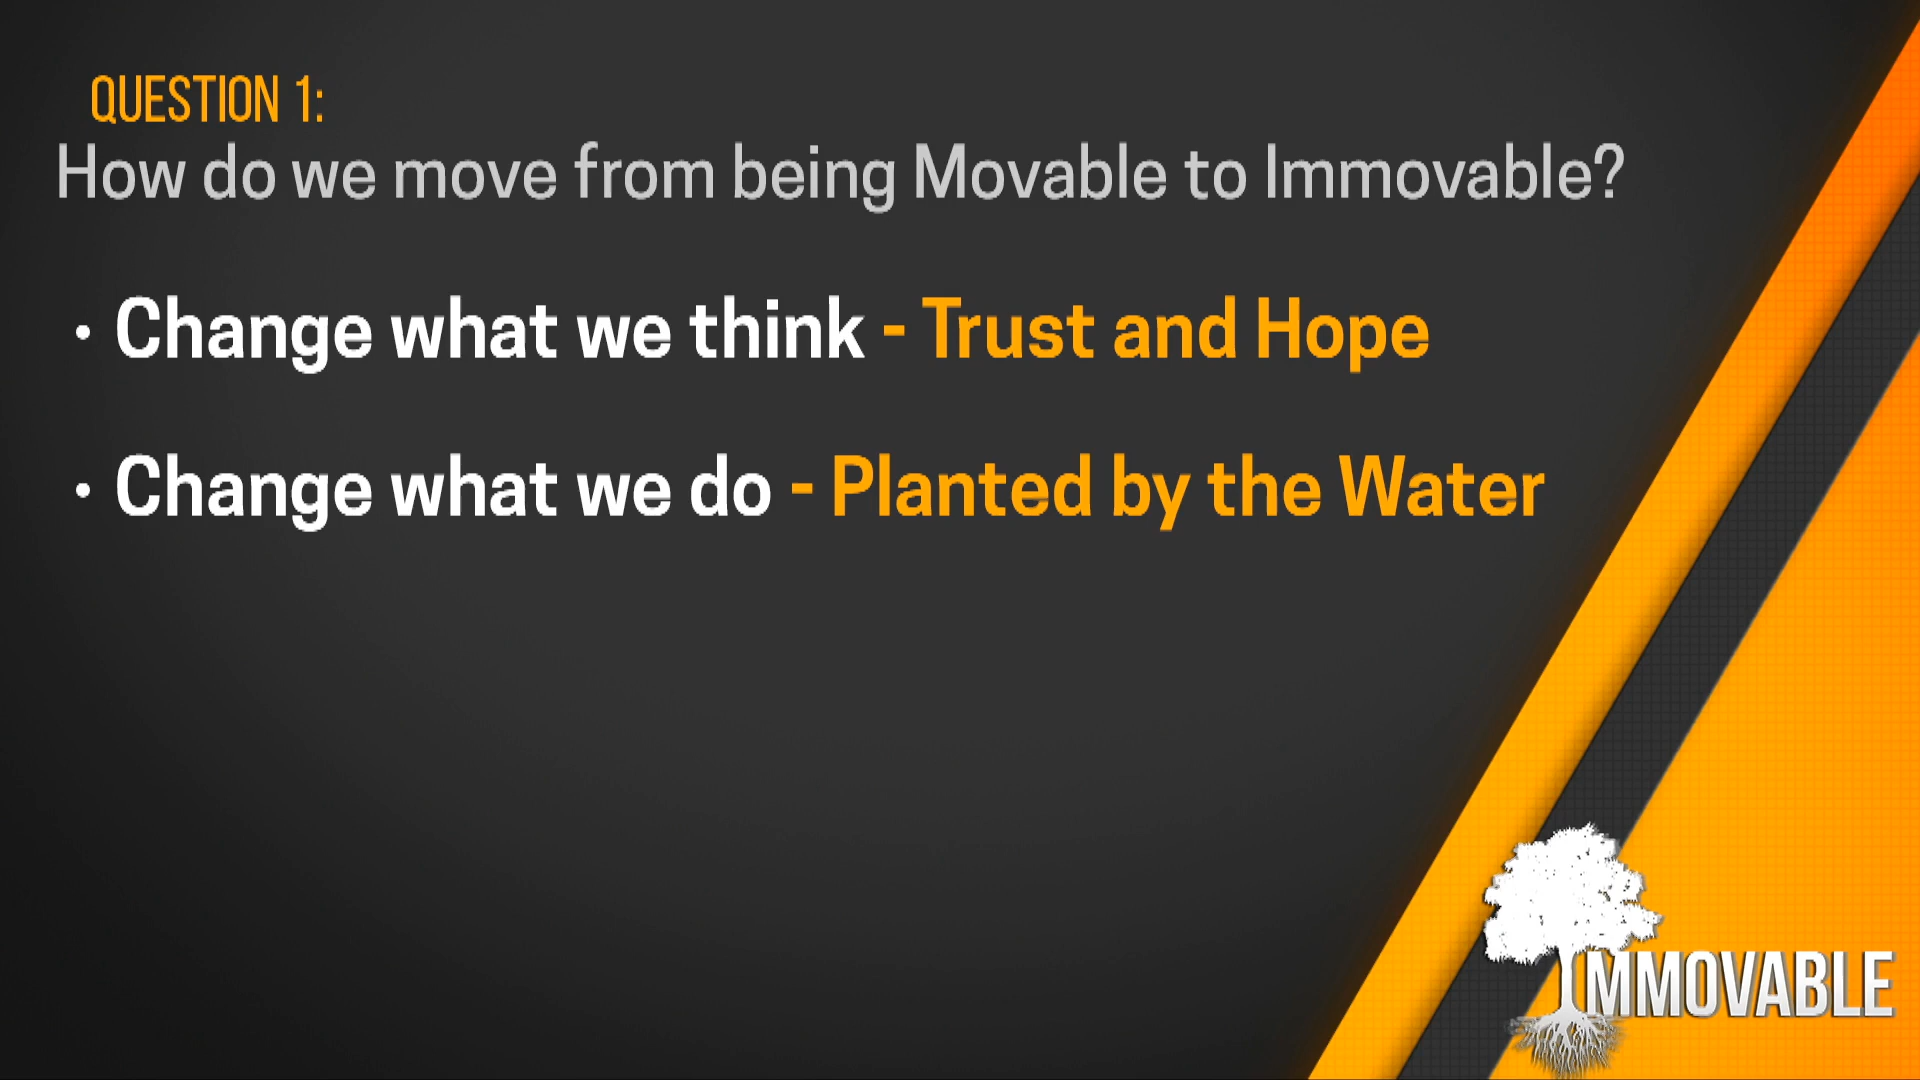 QUESTION 1:
How do we move from being Movable to Immovable?
• Change what we think - Trust and Hope
• Change what we do - Planted by the Water
IMMOVABLE